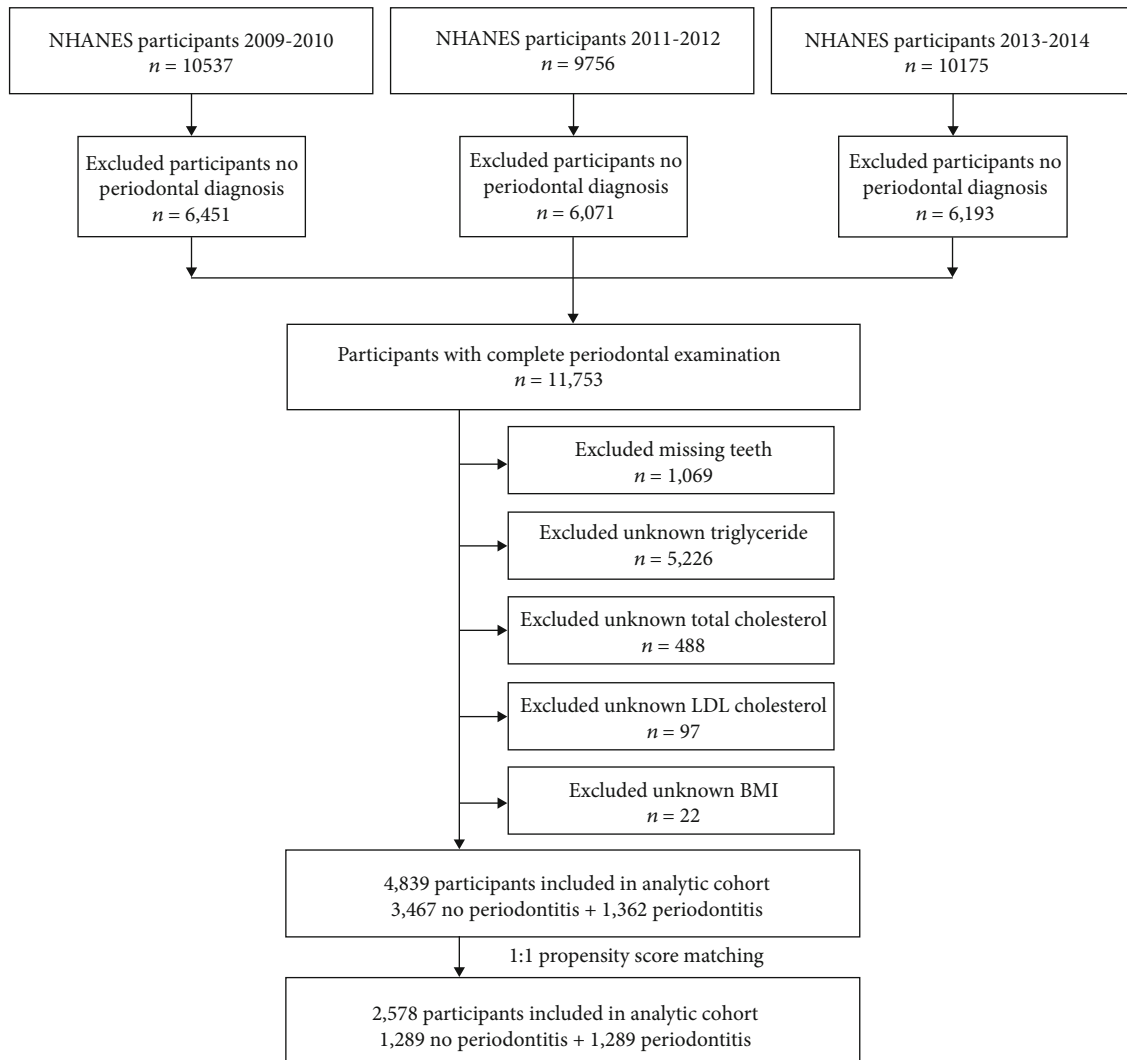 NHANES participants 2009-2010
n = 10537
NHANES participants 2011-2012
n = 9756
NHANES participants 2013-2014
n = 10175
Excluded participants no
periodontal diagnosis
n = 6,451
Excluded participants no
periodontal diagnosis
n = 6,071
Excluded participants no
periodontal diagnosis
n = 6,193
Participants with complete periodontal examination
n = 11,753
Excluded missing teeth
n = 1,069
Excluded unknown triglyceride
n = 5,226
Excluded unknown total cholesterol
n = 488
Excluded unknown LDL cholesterol
n = 97
Excluded unknown BMI
n = 22
4,839 participants included in analytic cohort
3,467 no periodontitis + 1,362 periodontitis
1:1 propensity score matching
2,578 participants included in analytic cohort
1,289 no periodontitis + 1,289 periodontitis